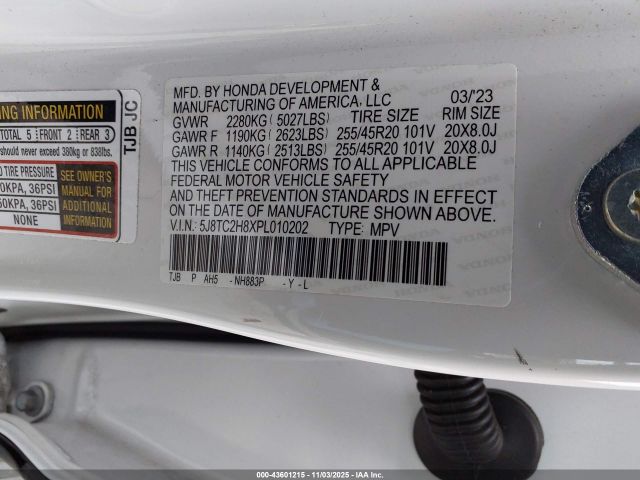 NG INFORMATION
TOTAL 5 FRONT 2 REAR 3
should never exceed 380kg or 838lbs.
D TIRE PRESSURE
0KPA, 36PSI
50KPA, 36PSI
NONE
SEE OWNER'S
MANUAL FOR
ADDITIONAL
INFORMATION
TJB JC
MFD. BY HONDA DEVELOPMENT &
MANUFACTURING OF AMERICA, LLC 03/23
GVWR 2280KG( 5027LBS) TIRE SIZE RIM SIZE
GAWR F 1190KG( 2623LBS) 255/45R20 101V 20X8.0J
GAWR R 1140KG( 2513LBS) 255/45R20 101V 20X8.0J
THIS VEHICLE CONFORMS TO ALL APPLICABLE
FEDERAL MOTOR VEHICLE SAFETY
AND THEFT PREVENTION STANDARDS IN EFFECT
ON THE DATE OF MANUFACTURE SHOWN ABOVE.
V.I.N.: 5J8TC2H8XPL010202 TYPE: MPV
TJB P AH5 -NH883P -Y-L
000-43601215 - 11/03/2025 - IAA Inc.